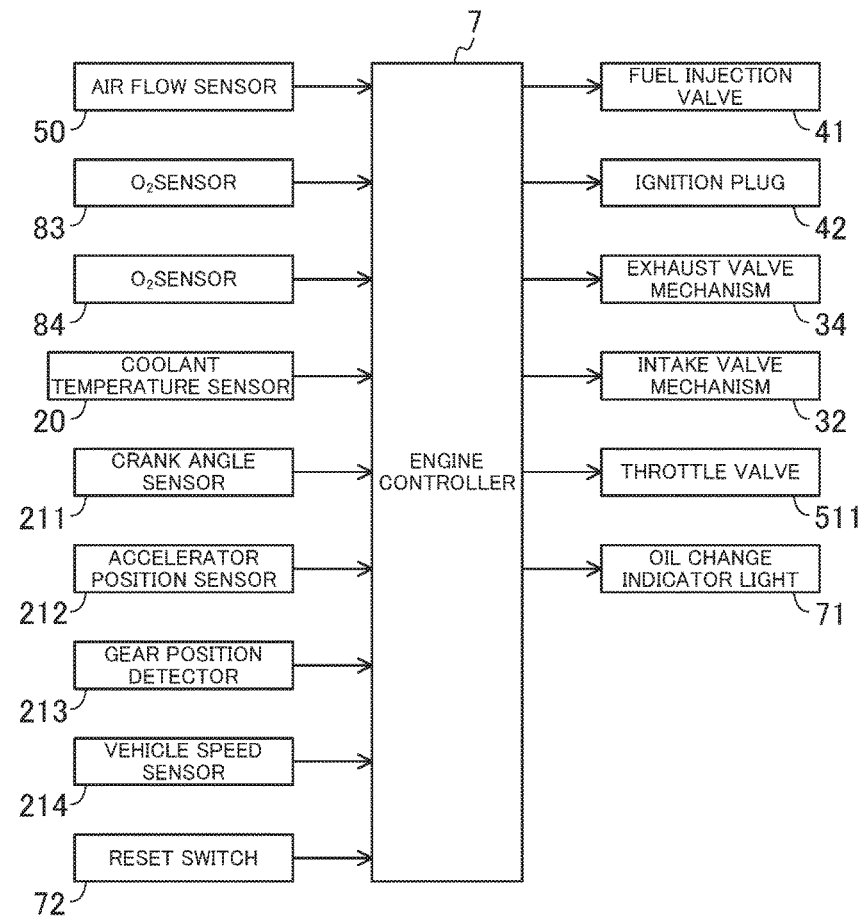 7
AIR FLOW SENSOR
50
O₂SENSOR
83
O₂SENSOR
84
COOLANT
TEMPERATURE SENSOR
20
CRANK ANGLE
SENSOR
211
ACCELERATOR
POSITION SENSOR
212
GEAR POSITION
DETECTOR
213
VEHICLE SPEED
SENSOR
214
RESET SWITCH
72
ENGINE
CONTROLLER
FUEL INJECTION
VALVE
41
IGNITION PLUG
42
EXHAUST VALVE
MECHANISM
34
INTAKE VALVE
MECHANISM
32
THROTTLE VALVE
511
OIL CHANGE
INDICATOR LIGHT
71